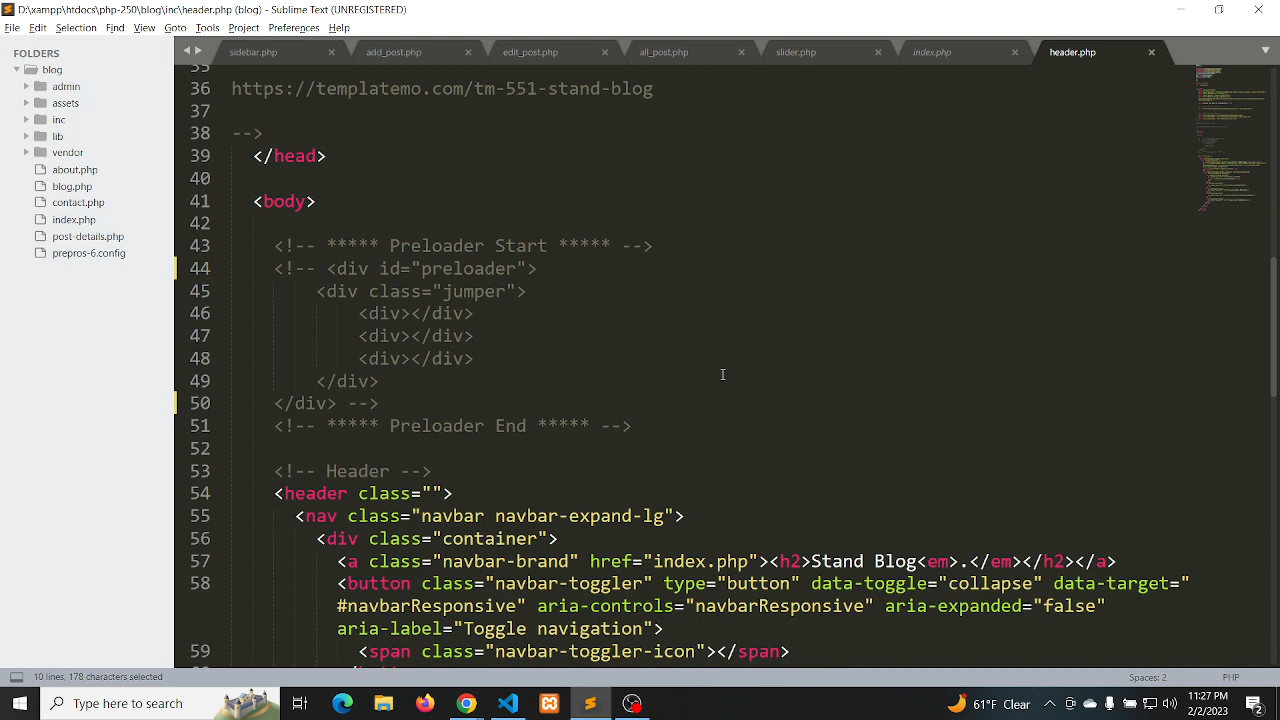 D:\xampp\htdocs\php-250\blog\inc\header.php (blog) - Sublime Text (UNREGISTERED)
File Edit Selection Find View Goto Tools Project Preferences Help
FOLDERS
blog
admin
assets
inc
lib
vendor
about.php
blog.php
contact.php
index.php
post-details.php
prepros-6.config
sidebar.php add_post.php edit_post.php all_post.php slider.php index.php header.php
35
36 https://templatemo.com/tm-551-stand-blog
37
38 -->
39 </head>
40
41 <body>
42
43 <!-- ***** Preloader Start ***** -->
44 <!-- <div id="preloader">
45 <div class="jumper">
46 <div></div>
47 <div></div>
48 <div></div>
49 </div>
50 </div> -->
51 <!-- ***** Preloader End ***** -->
52
53 <!-- Header -->
54 <header class="">
55 <nav class="navbar navbar-expand-lg">
56 <div class="container">
57 <a class="navbar-brand" href="index.php"><h2>Stand Blog<em>.</em></h2></a>
58 <button class="navbar-toggler" type="button" data-toggle="collapse" data-target="
#navbarResponsive" aria-controls="navbarResponsive" aria-expanded="false"
aria-label="Toggle navigation">
59 <span class="navbar-toggler-icon"></span>
10 lines, 178 characters selected Spaces: 2 PHP
Type here to search
61°F Clear
11:27 PM
2/2/2023